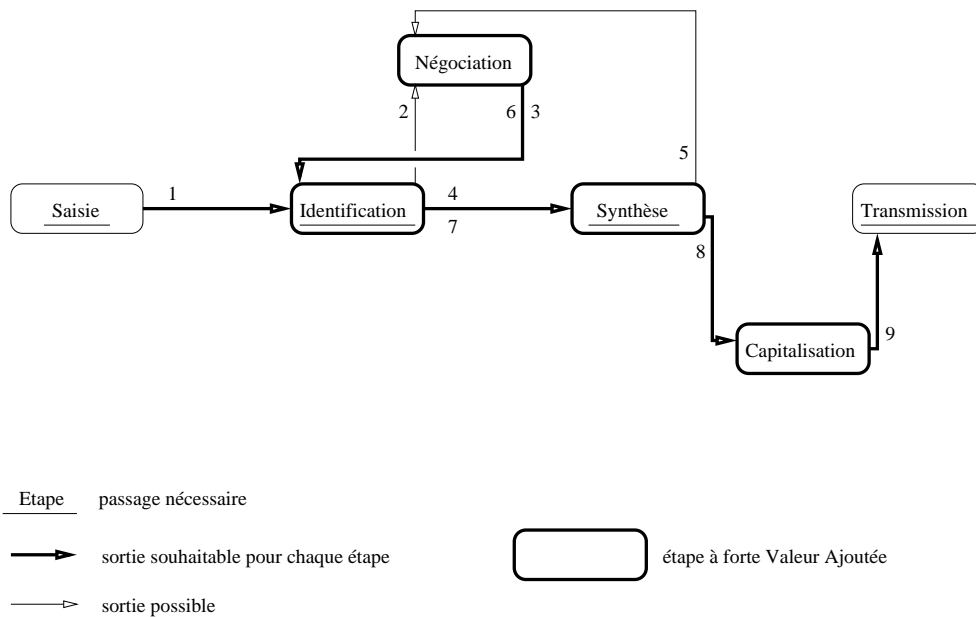 Négociation
2
6
3
5
Saisie
1
Identification
4
7
Synthèse
8
Transmission
Capitalisation
9
Etape passage nécessaire
sortie souhaitable pour chaque étape
étape à forte Valeur Ajoutée
sortie possible